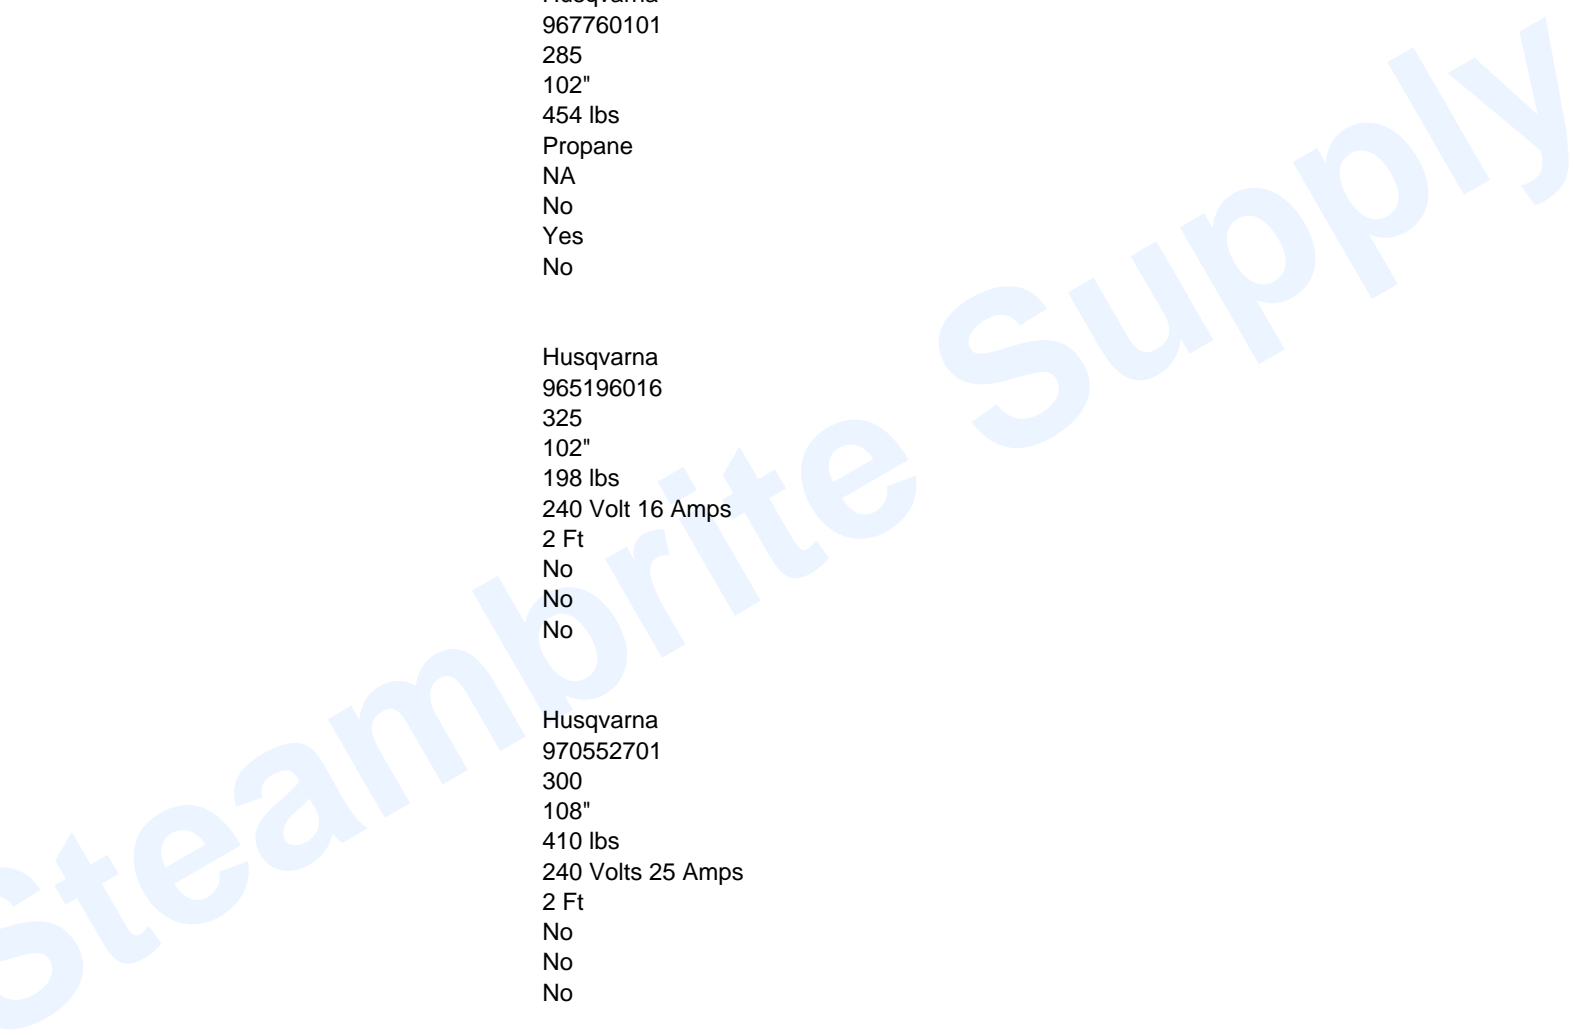 Husqvarna
967760101
285
102"
454 lbs
Propane
NA
No
Yes
No
Husqvarna
965196016
325
102"
198 lbs
240 Volt 16 Amps
2 Ft
No
No
No
Husqvarna
970552701
300
108"
410 lbs
240 Volts 25 Amps
2 Ft
No
No
No
Steambrite Supply